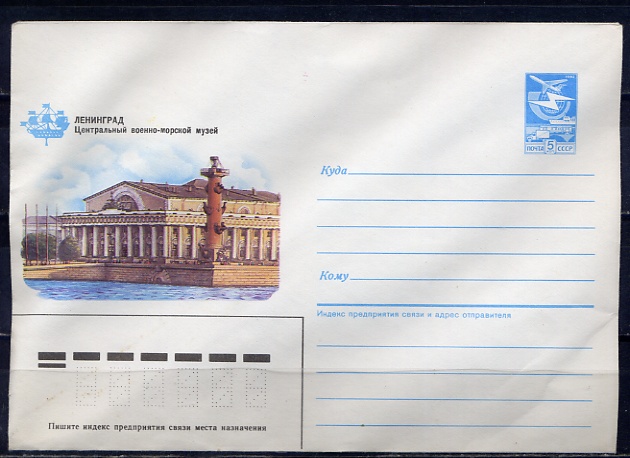 ЛЕНИНГРАД
Центральный военно-морской музей
ПОЧТА 5 СССР
Куда
Кому
Индекс предприятия связи и адрес отправителя
Пишите индекс предприятия связи места назначения